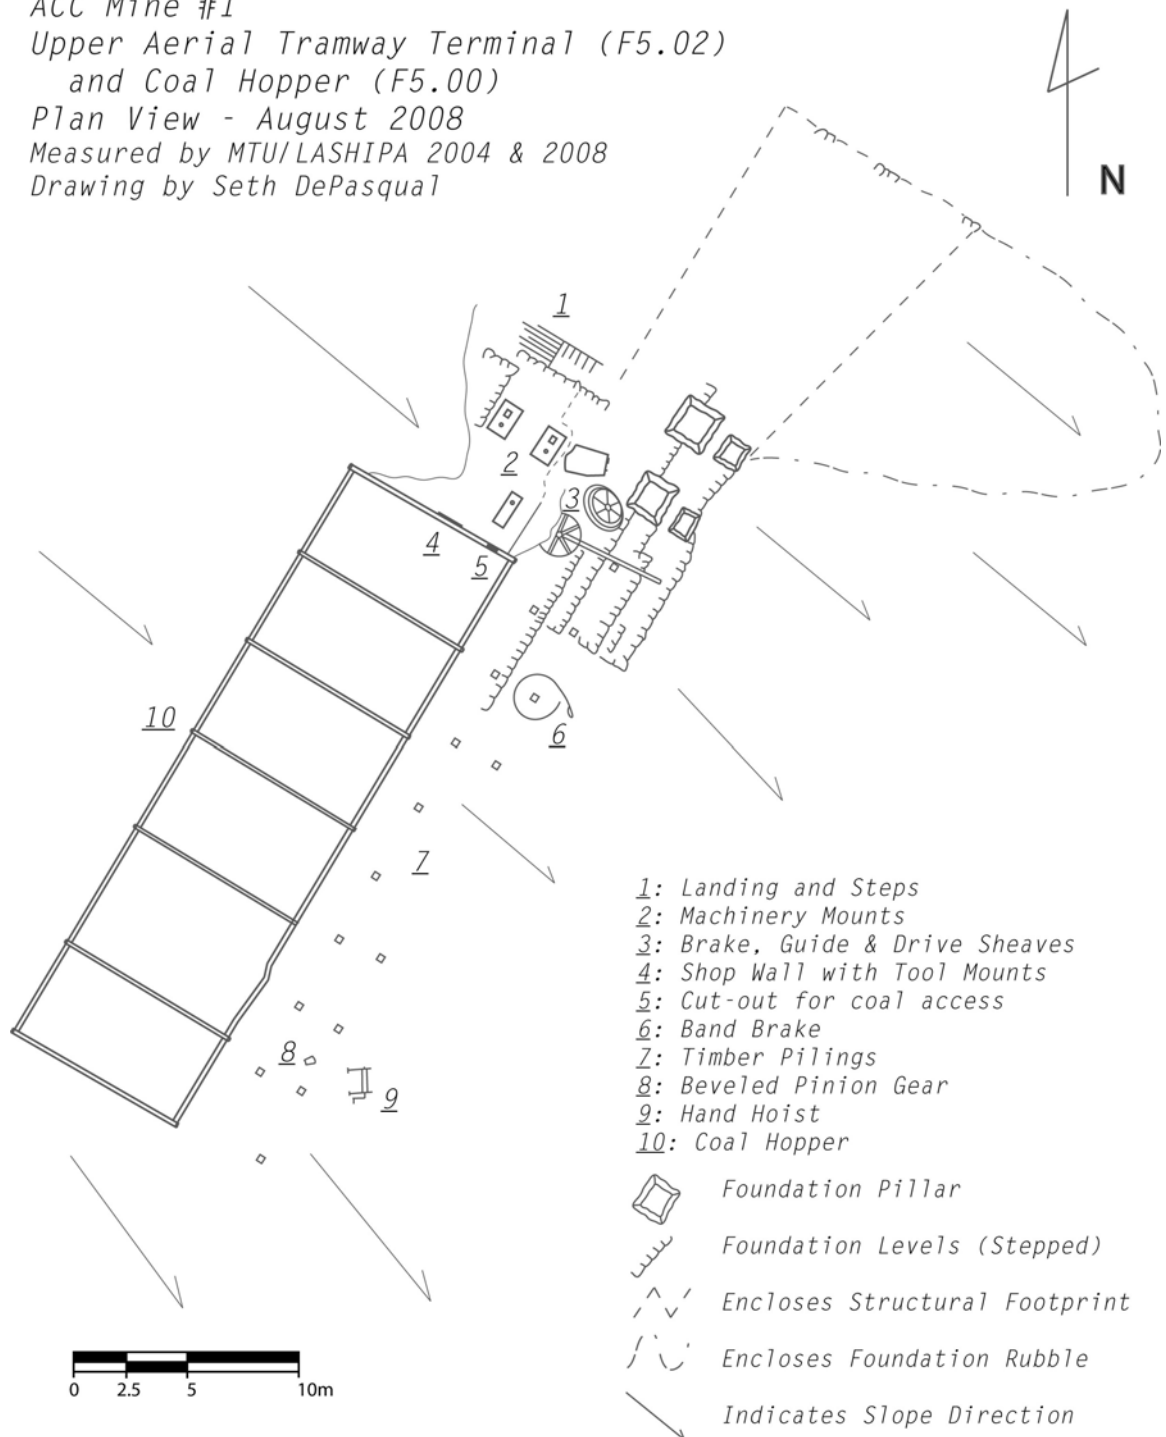 ACC Mine #1
Upper Aerial Tramway Terminal (F5.02)
and Coal Hopper (F5.00)
Plan View - August 2008
Measured by MTU/LASHIPA 2004 & 2008
Drawing by Seth DePasqual
N
1
2
3
4
5
10
6
7
8
9
1: Landing and Steps
2: Machinery Mounts
3: Brake, Guide & Drive Sheaves
4: Shop Wall with Tool Mounts
5: Cut-out for coal access
6: Band Brake
7: Timber Pilings
8: Beveled Pinion Gear
9: Hand Hoist
10: Coal Hopper
Foundation Pillar
Foundation Levels (Stepped)
Encloses Structural Footprint
Encloses Foundation Rubble
Indicates Slope Direction
0 2.5 5 10m